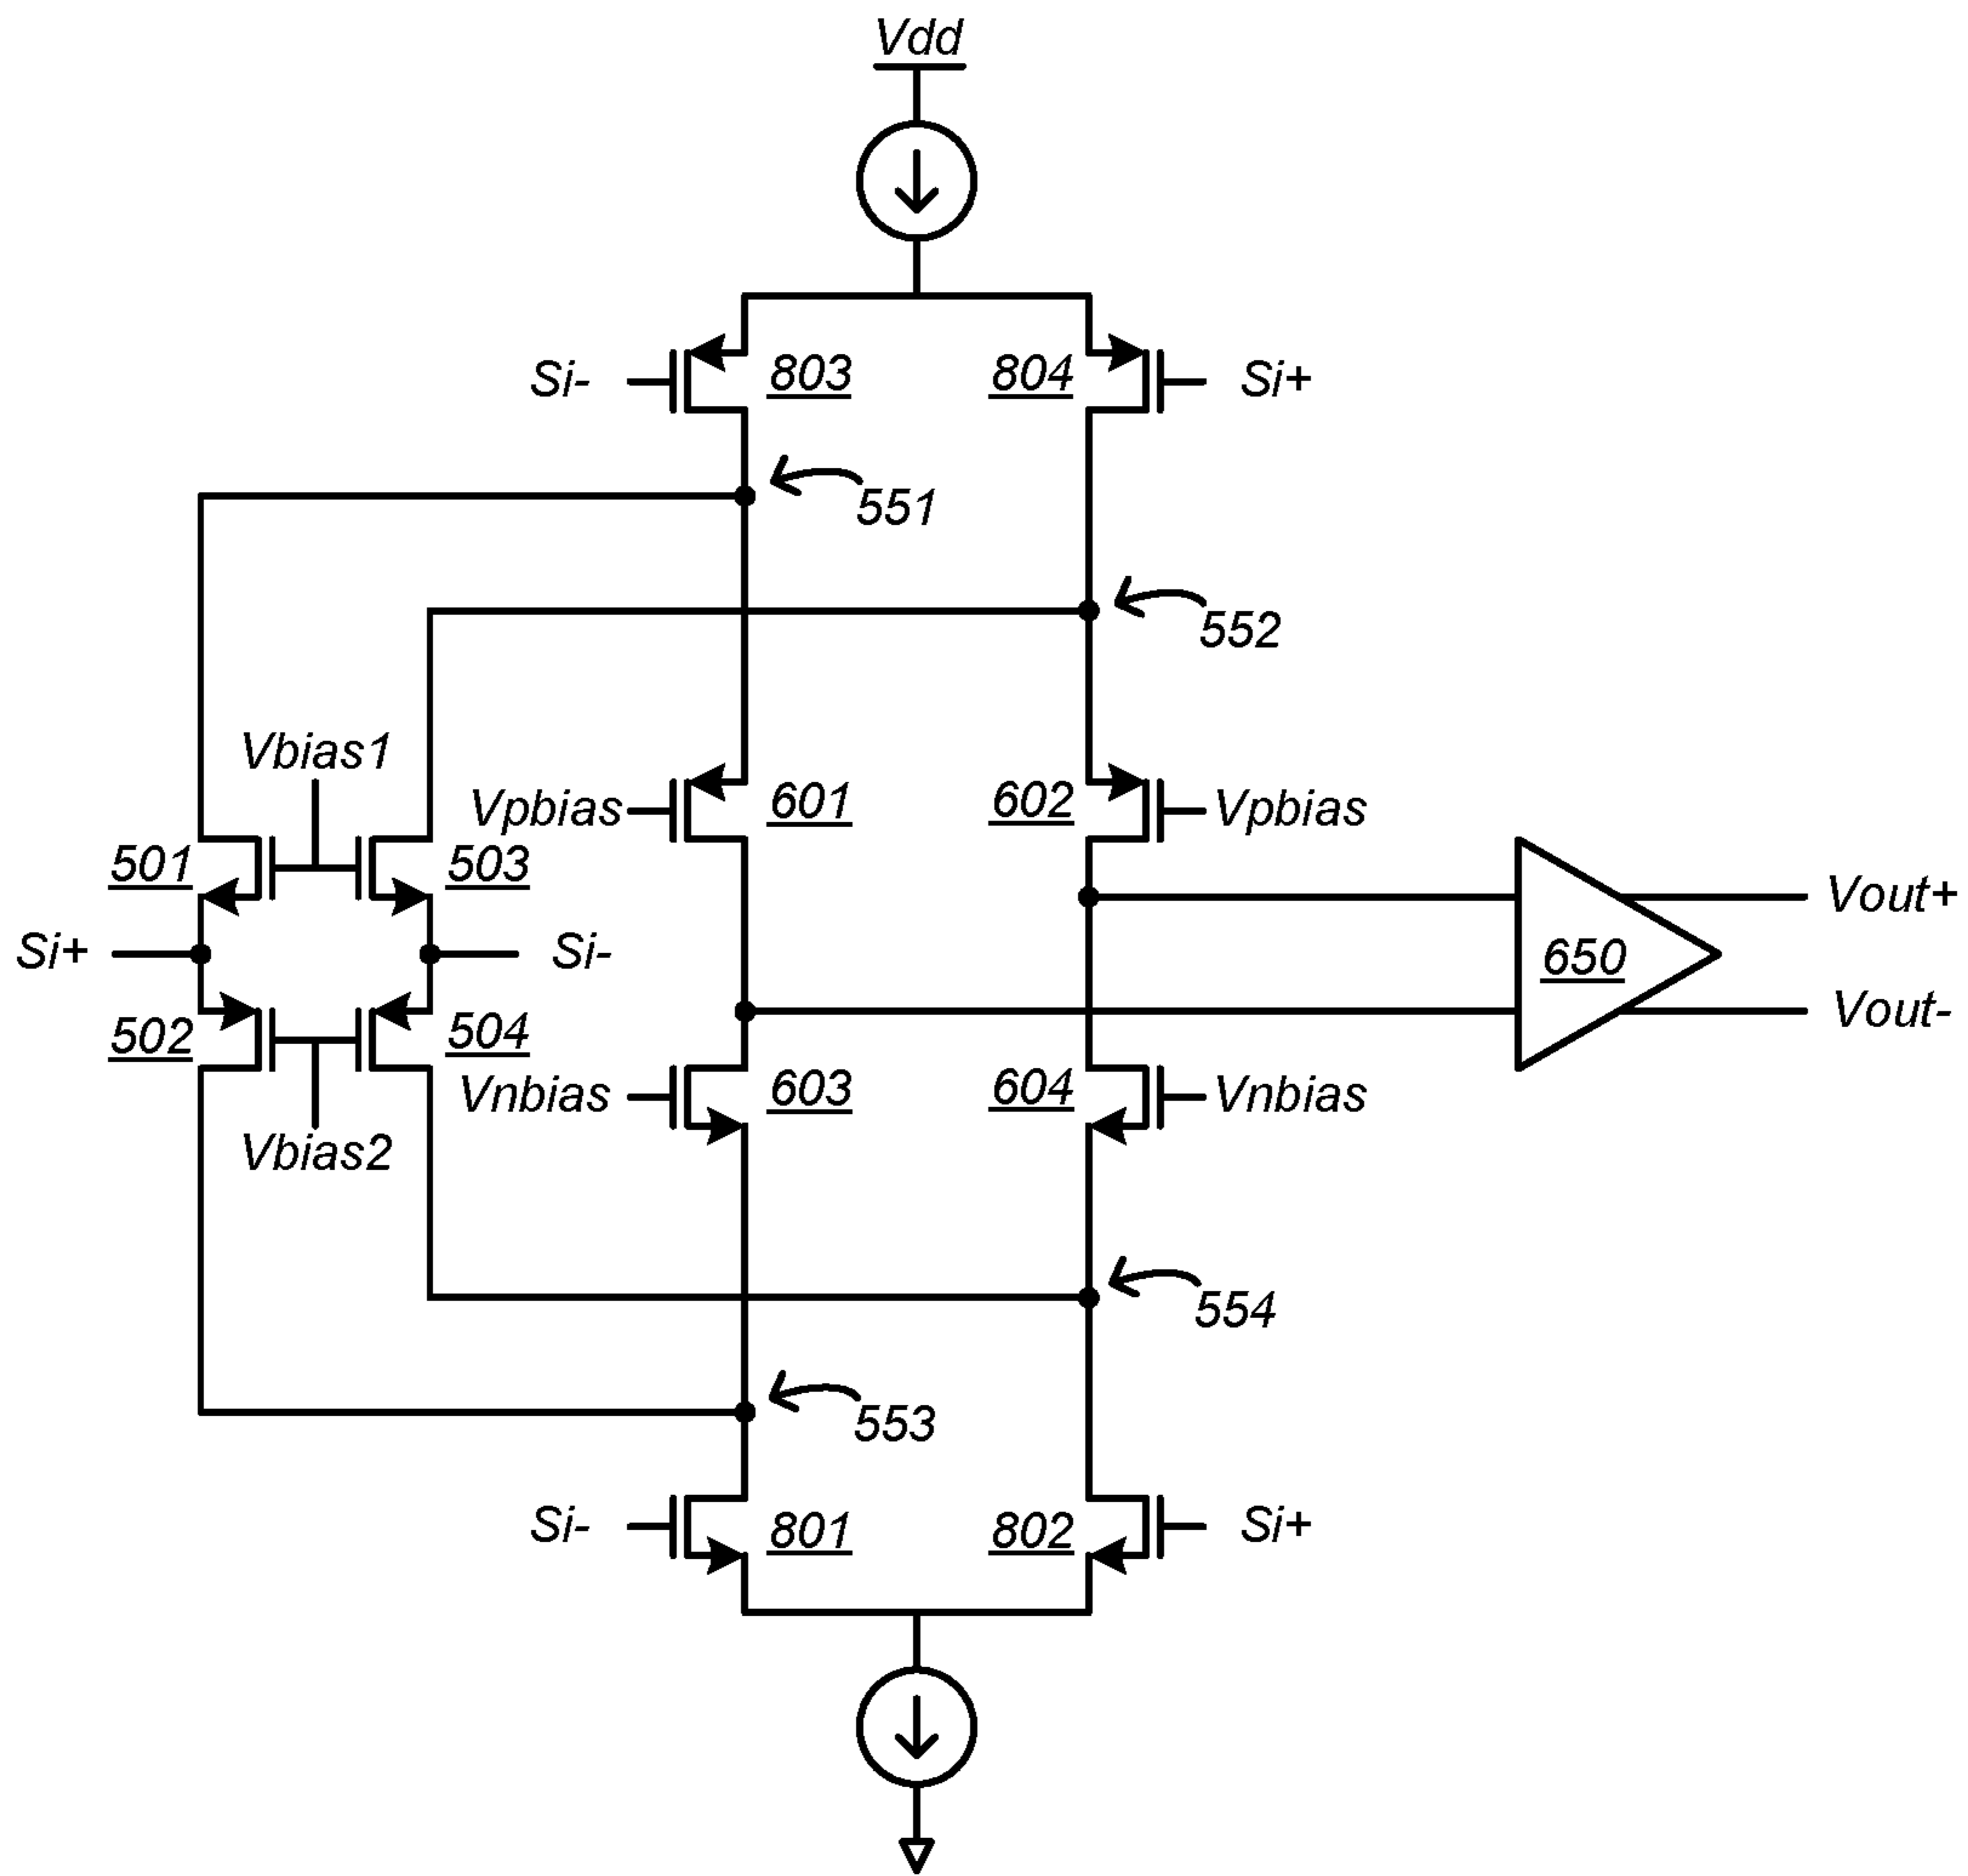 Vdd
Si-
803
804
Si+
551
552
Vbias1
Vpbias
601
602
Vpbias
501
503
Vout+
Si+
Si-
650
502
504
Vout-
Vnbias
603
604
Vnbias
Vbias2
554
553
Si-
801
802
Si+